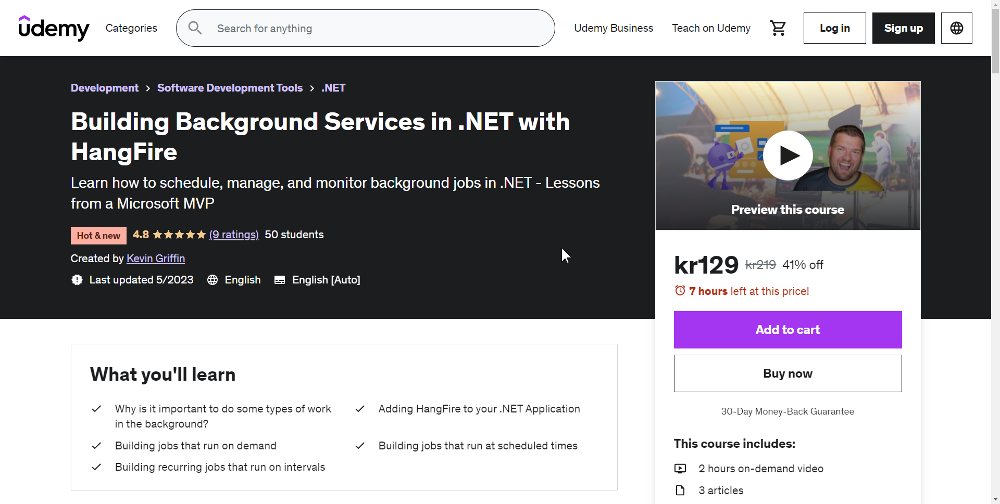 udemy
Categories
Search for anything
Udemy Business
Teach on Udemy
Log in
Sign up
Development > Software Development Tools > .NET
Building Background Services in .NET with
HangFire
Learn how to schedule, manage, and monitor background jobs in .NET - Lessons
from a Microsoft MVP
Hot & new 4.8 (9 ratings) 50 students
Created by Kevin Griffin
Last updated 5/2023 English English [Auto]
Preview this course
kr129 kr219 41% off
7 hours left at this price!
Add to cart
Buy now
30-Day Money-Back Guarantee
This course includes:
2 hours on-demand video
3 articles
What you'll learn
Why is it important to do some types of work
in the background?
Adding HangFire to your .NET Application
Building jobs that run on demand
Building jobs that run at scheduled times
Building recurring jobs that run on intervals